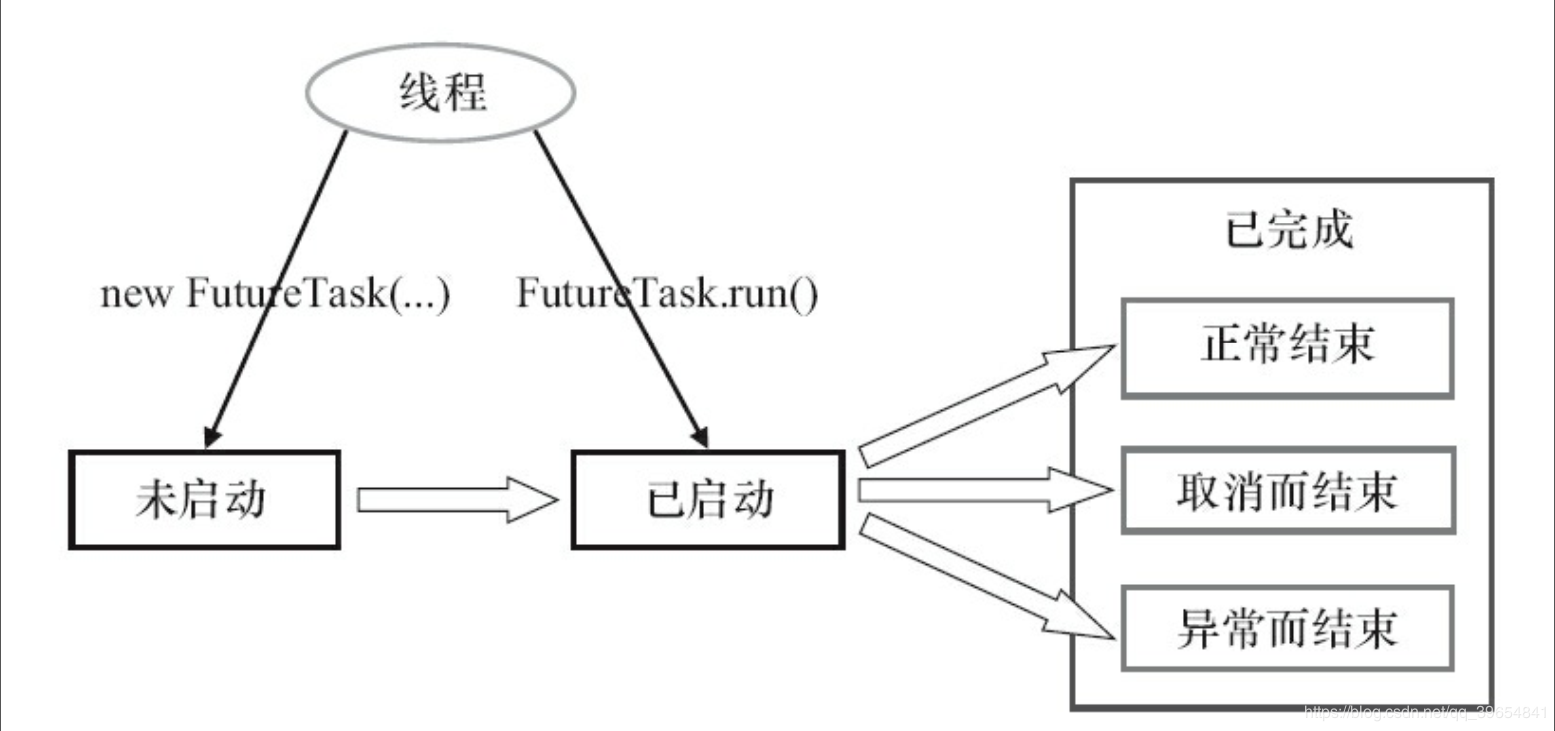 线程
new FutureTask(...)
FutureTask.run()
未启动
已启动
已完成
正常结束
取消而结束
异常而结束
https://blog.csdn.net/qq_39654841